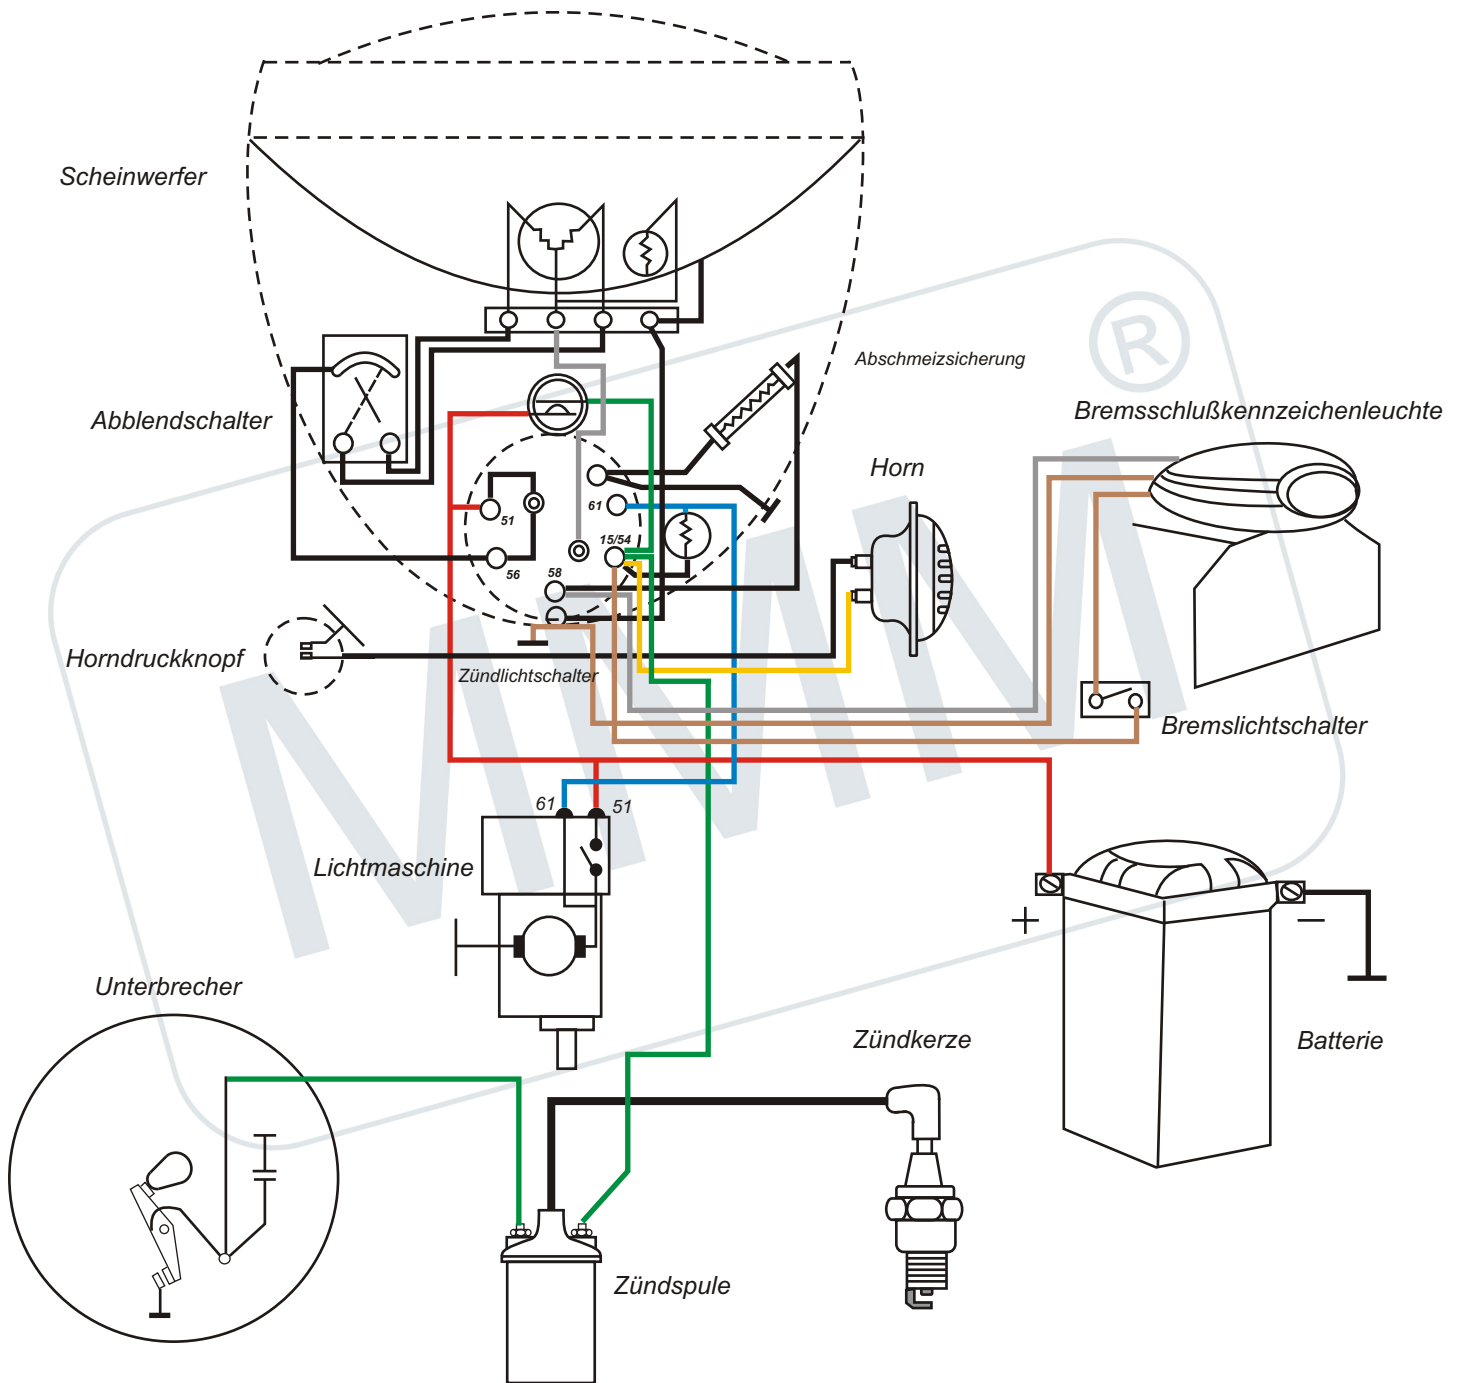 Scheinwerfer
®
Abschmeizsicherung
Abblendschalter
Bremsschlußkennzeichenleuchte
Horn
61
51
15/54
56
58
Horndruckknopf
Zündlichtschalter
Bremslichtschalter
61
51
Lichtmaschine
+
−
Unterbrecher
Zündkerze
Batterie
Zündspule
MMM